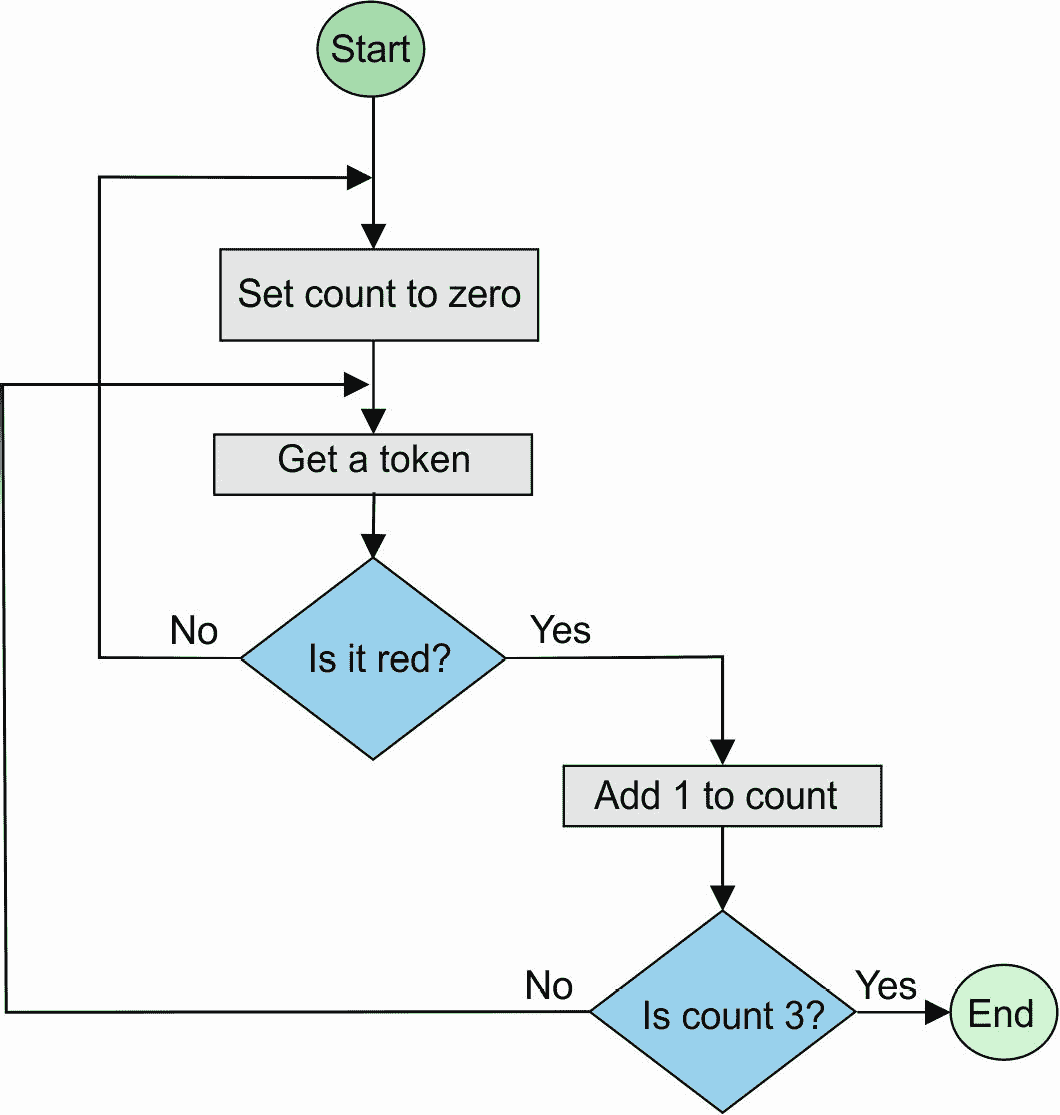 Start
Set count to zero
Get a token
No
Yes
Is it red?
Add 1 to count
No
Yes
Is count 3?
End